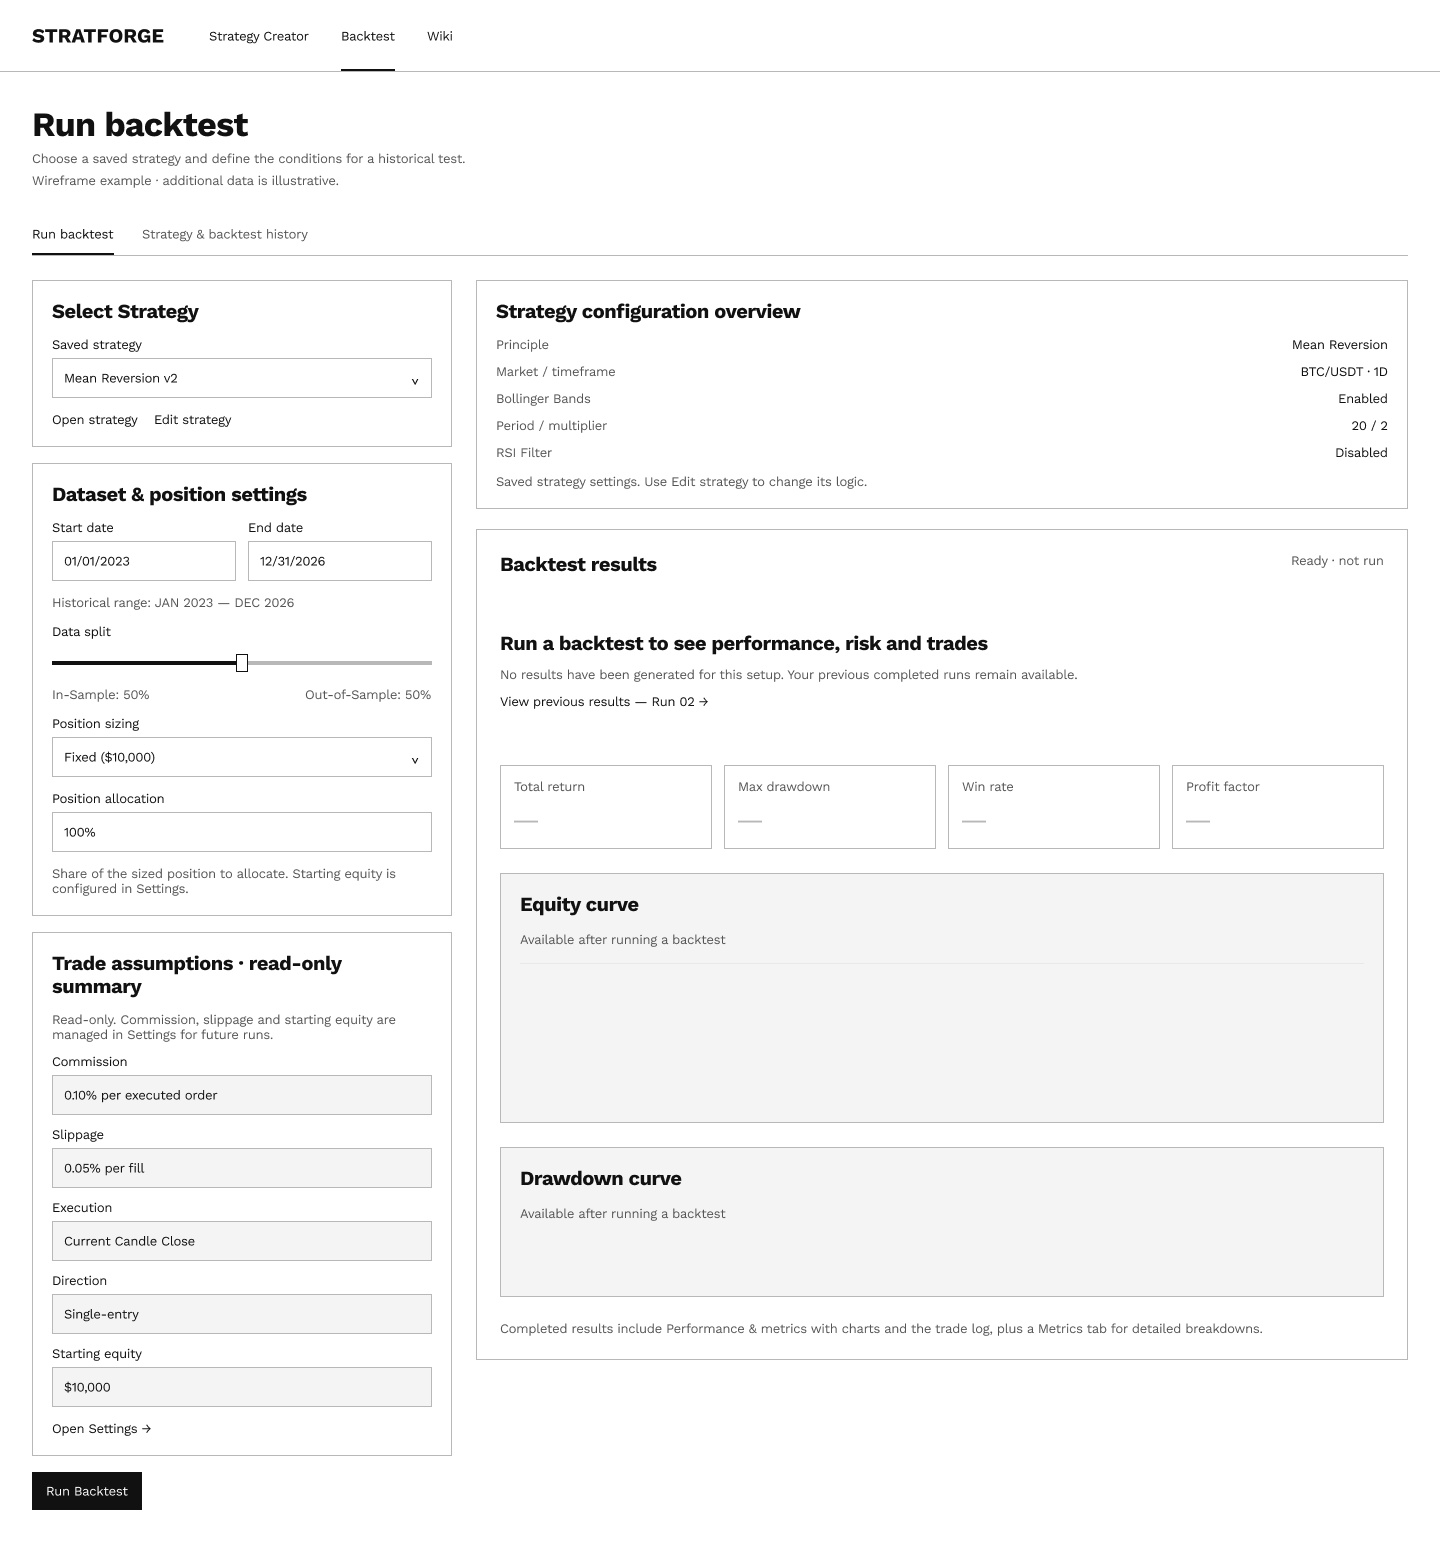 STRATFORGE
Strategy Creator
Backtest
Wiki
Run backtest
Choose a saved strategy and define the conditions for a historical test.
Wireframe example · additional data is illustrative.
Run backtest
Strategy & backtest history
Select Strategy
Saved strategy
Mean Reversion v2
Open strategy
Edit strategy
Dataset & position settings
Start date
End date
01/01/2023
12/31/2026
Historical range: JAN 2023 — DEC 2026
Data split
In-Sample: 50%
Out-of-Sample: 50%
Position sizing
Fixed ($10,000)
Position allocation
100%
Share of the sized position to allocate. Starting equity is
configured in Settings.
Trade assumptions · read-only
summary
Read-only. Commission, slippage and starting equity are
managed in Settings for future runs.
Commission
0.10% per executed order
Slippage
0.05% per fill
Execution
Current Candle Close
Direction
Single-entry
Starting equity
$10,000
Open Settings →
Run Backtest
Strategy configuration overview
Principle
Mean Reversion
Market / timeframe
BTC/USDT · 1D
Bollinger Bands
Enabled
Period / multiplier
20 / 2
RSI Filter
Disabled
Saved strategy settings. Use Edit strategy to change its logic.
Backtest results
Ready · not run
Run a backtest to see performance, risk and trades
No results have been generated for this setup. Your previous completed runs remain available.
View previous results — Run 02 →
Total return
—
Max drawdown
—
Win rate
—
Profit factor
—
Equity curve
Available after running a backtest
Drawdown curve
Available after running a backtest
Completed results include Performance & metrics with charts and the trade log, plus a Metrics tab for detailed breakdowns.